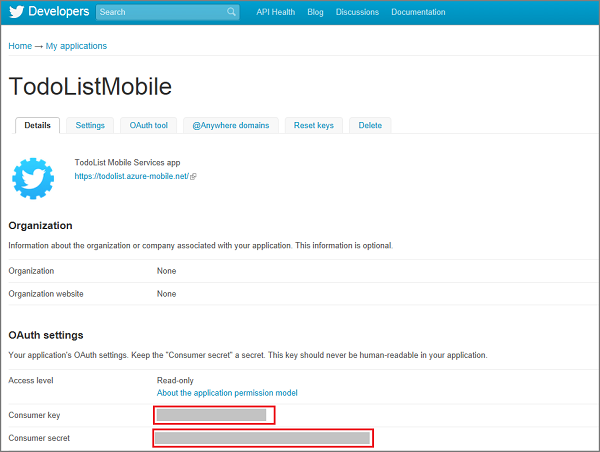 Developers Search API Health Blog Discussions Documentation
Home → My applications
TodoListMobile
Details Settings OAuth tool @Anywhere domains Reset keys Delete
TodoList Mobile Services app
https://todolist.azure-mobile.net/
Organization
Information about the organization or company associated with your application. This information is optional.
Organization None
Organization website None
OAuth settings
Your application's OAuth settings. Keep the "Consumer secret" a secret. This key should never be human-readable in your application.
Access level Read-only
About the application permission model
Consumer key
Consumer secret